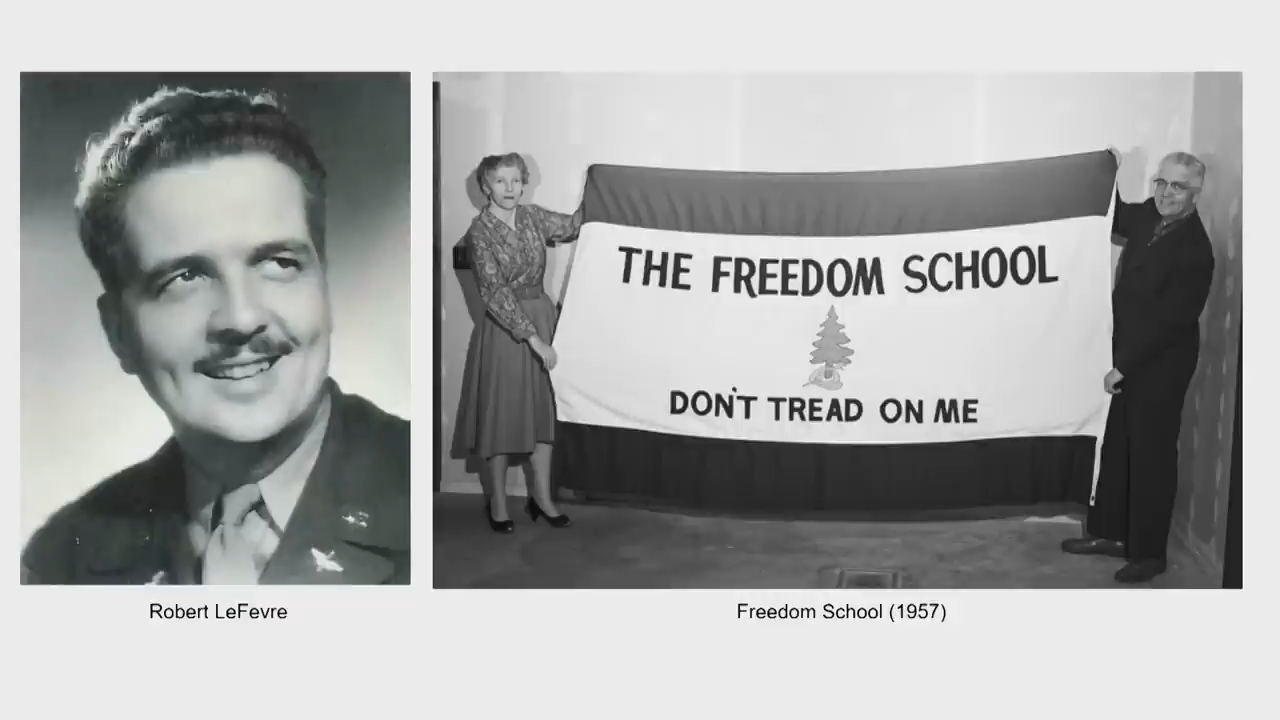 THE FREEDOM SCHOOL
DON'T TREAD ON ME
Robert LeFevre
Freedom School (1957)